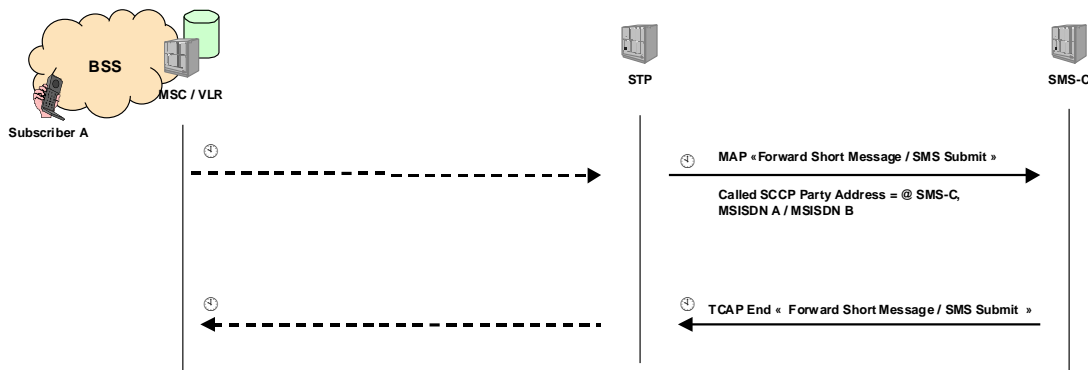 BSS
MSC / VLR
Subscriber A
STP
SMS-C
MAP «Forward Short Message / SMS Submit »
Called SCCP Party Address = @ SMS-C,
MSISDN A / MSISDN B
TCAP End « Forward Short Message / SMS Submit »